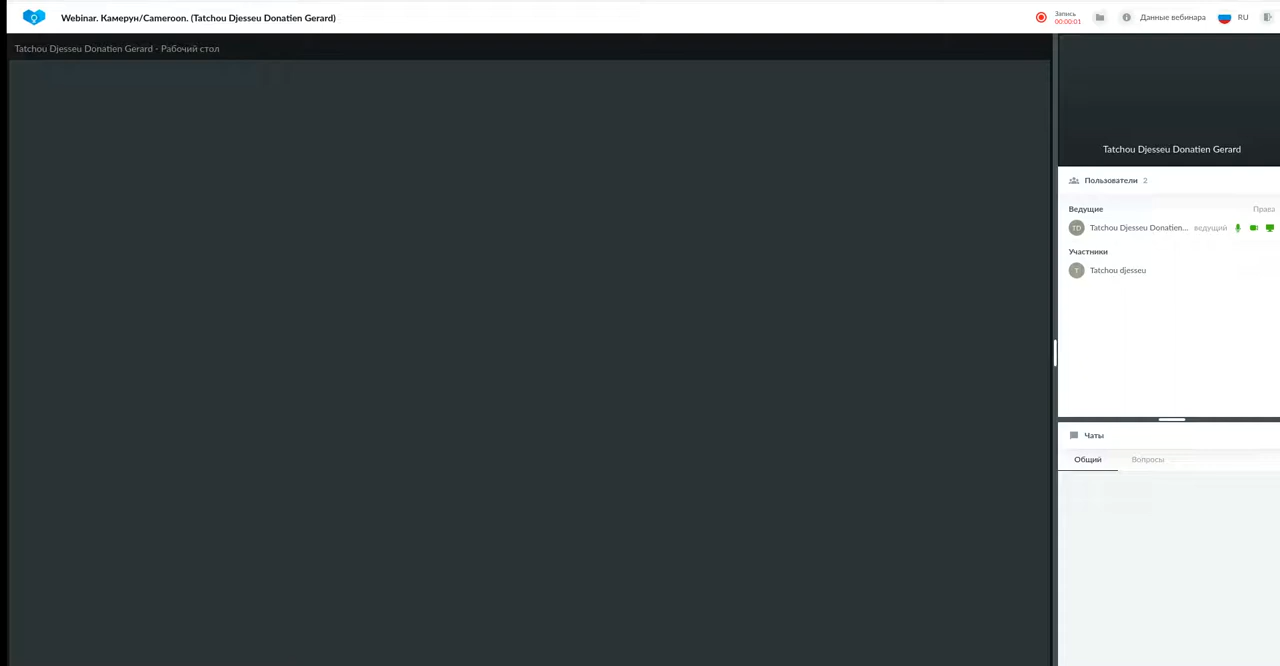 Webinar. Камерун/Cameroon. (Tatchou Djesseu Donatien Gerard)
Запись
00:00:01
Данные вебинара
RU
Tatchou Djesseu Donatien Gerard - Рабочий стол
Tatchou Djesseu Donatien Gerard
Пользователи 2
Ведущие Права
TD Tatchou Djesseu Donatien... ведущий
Участники
T Tatchou djesseu
Чаты
Общий Вопросы